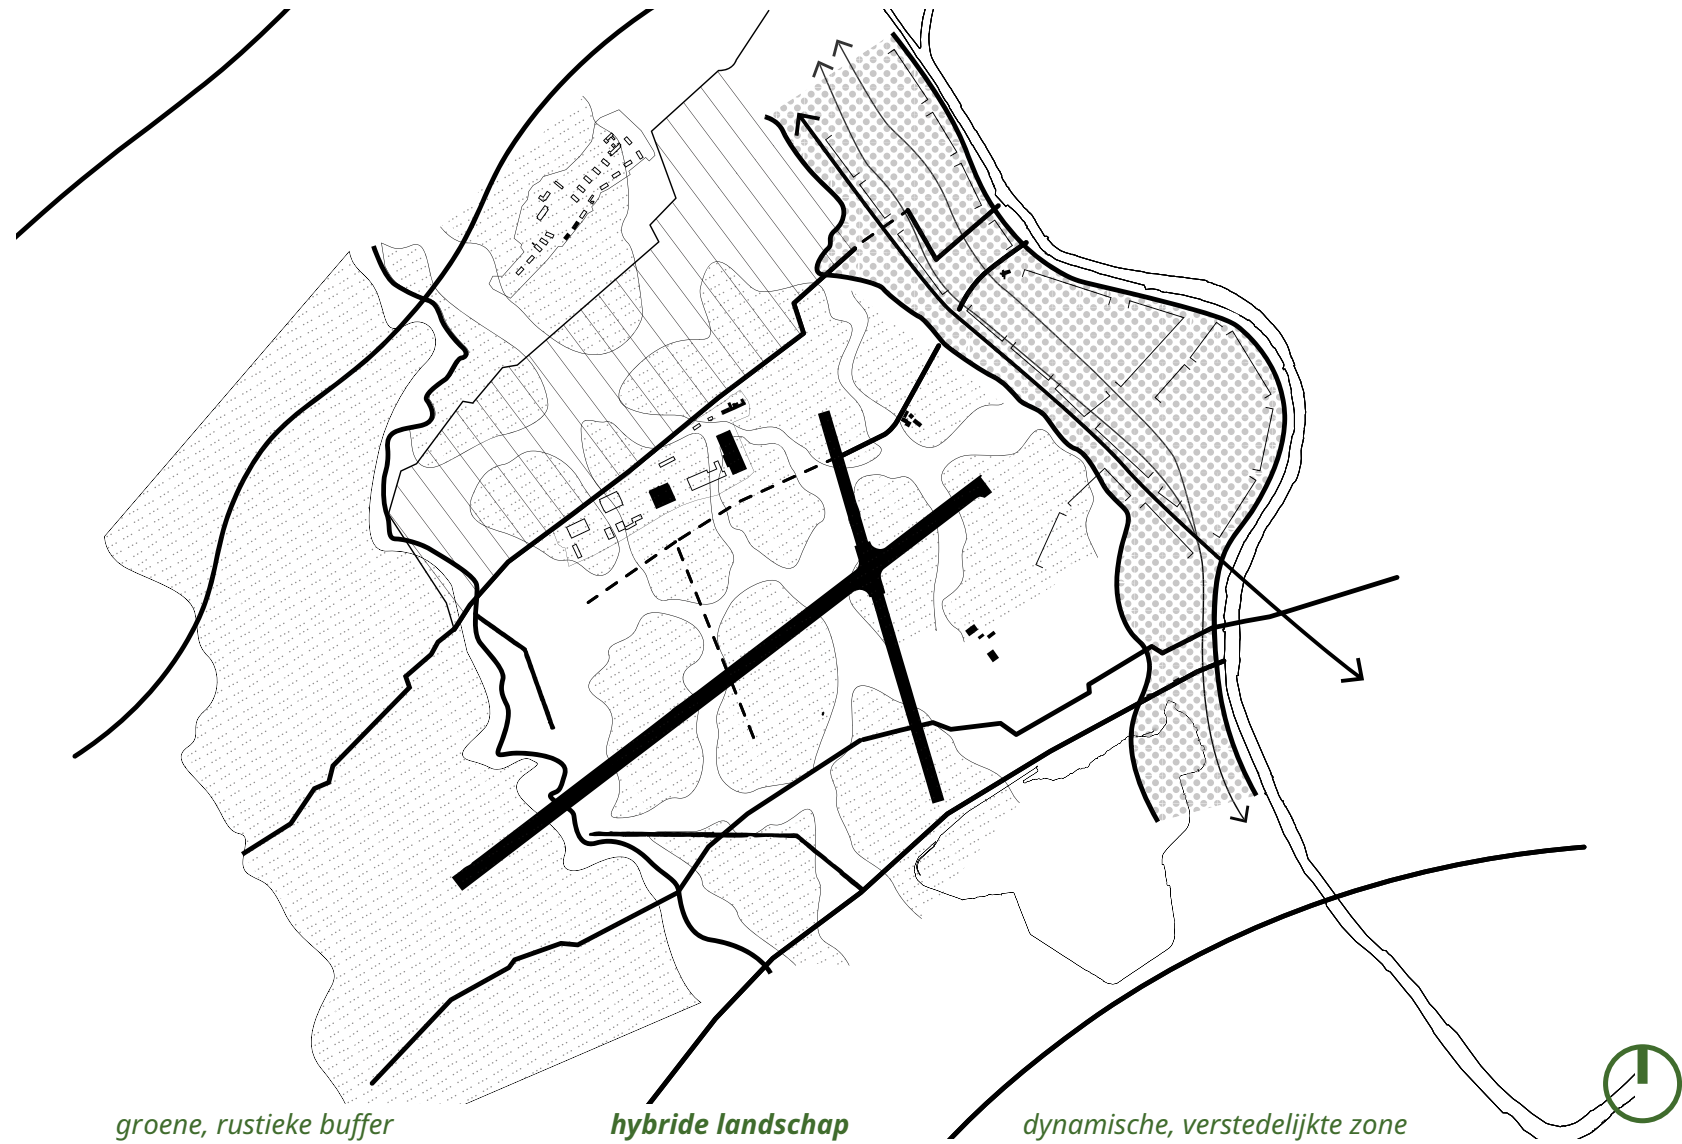 groene, rustieke buffer
hybride landschap
dynamische, verstedelijkte zone